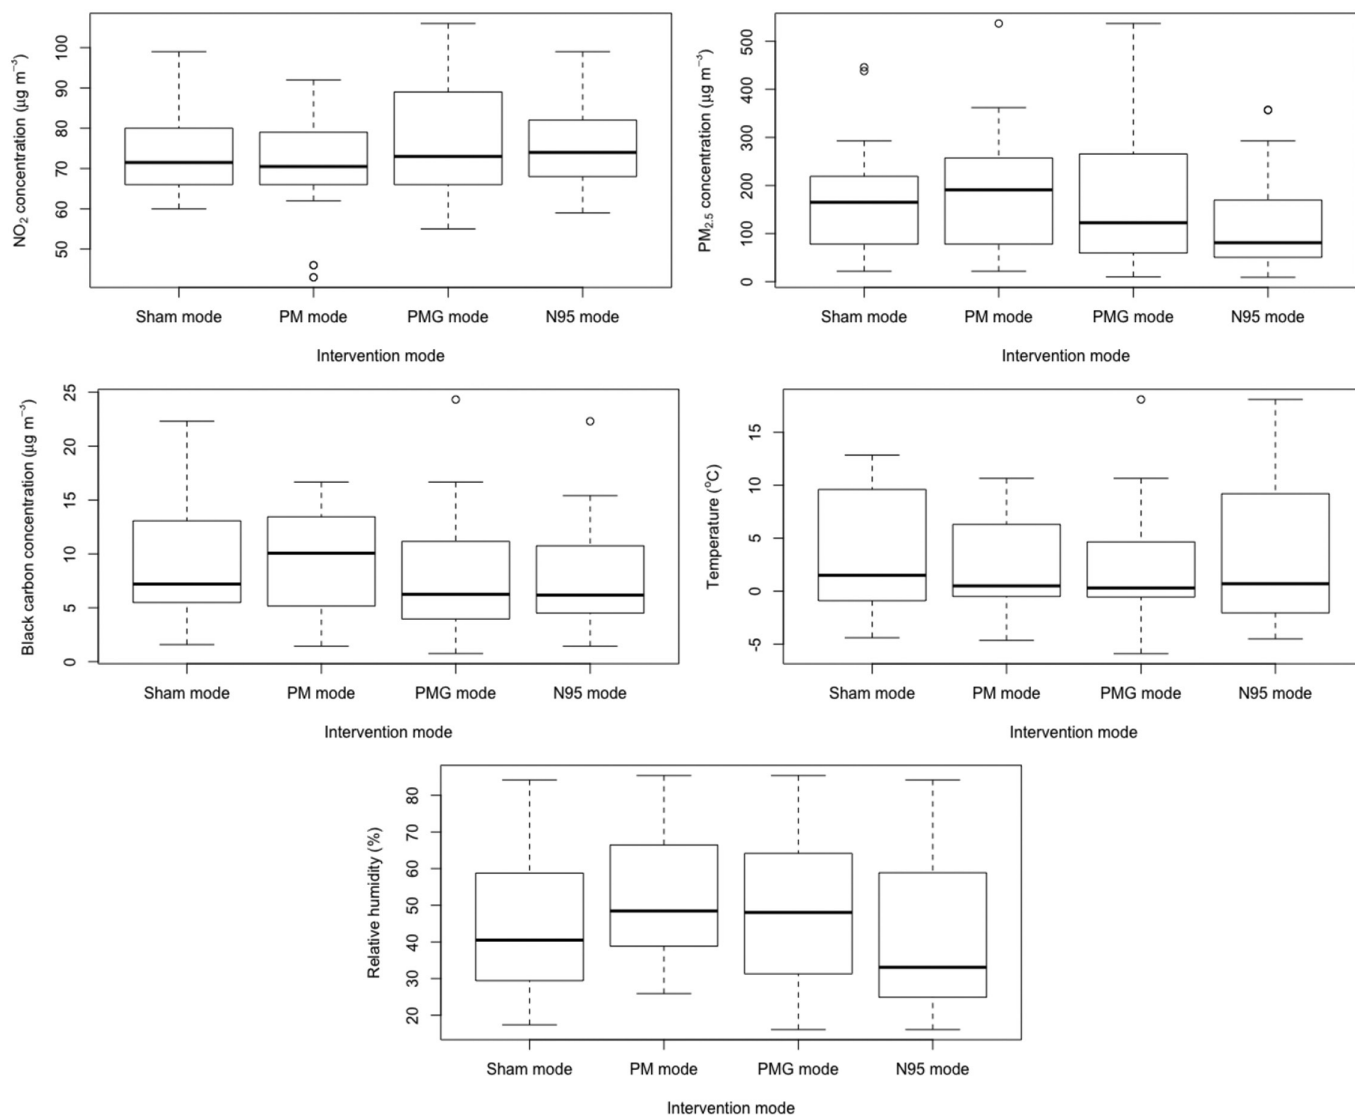 NO₂ concentration (µg m⁻³)
100
90
80
70
60
50
Sham mode PM mode PMG mode N95 mode
Intervention mode
PM₂.₅ concentration (µg m⁻³)
500
400
300
200
100
0
Sham mode PM mode PMG mode N95 mode
Intervention mode
Black carbon concentration (µg m⁻³)
25
20
15
10
5
0
Sham mode PM mode PMG mode N95 mode
Intervention mode
Temperature (°C)
15
10
5
0
-5
Sham mode PM mode PMG mode N95 mode
Intervention mode
Relative humidity (%)
80
70
60
50
40
30
20
Sham mode PM mode PMG mode N95 mode
Intervention mode